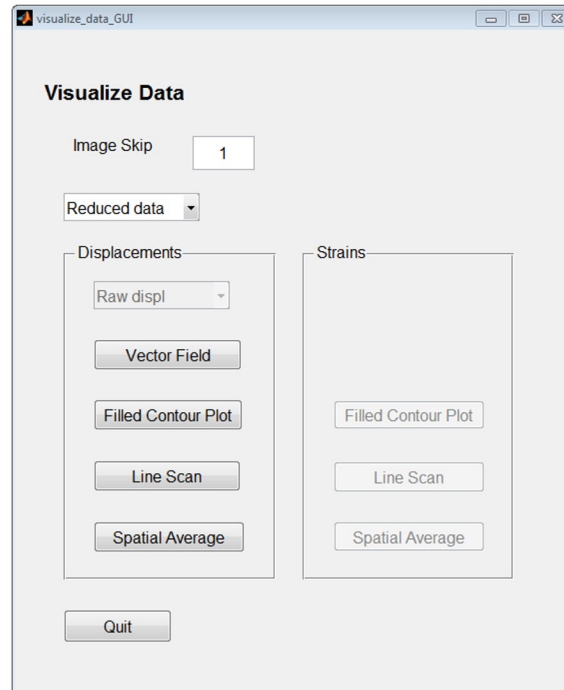 visualize_data_GUI
Visualize Data
Image Skip 1
Reduced data
Displacements
Raw displ
Vector Field
Filled Contour Plot
Line Scan
Spatial Average
Strains
Filled Contour Plot
Line Scan
Spatial Average
Quit